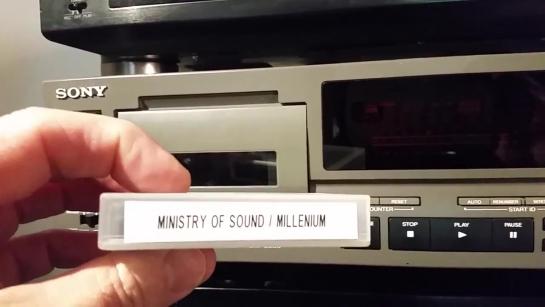 SONY
MINISTRY OF SOUND / MILLENIUM
RESET
COUNTER
AUTO
RENUMBER
START ID
STOP
PLAY
PAUSE